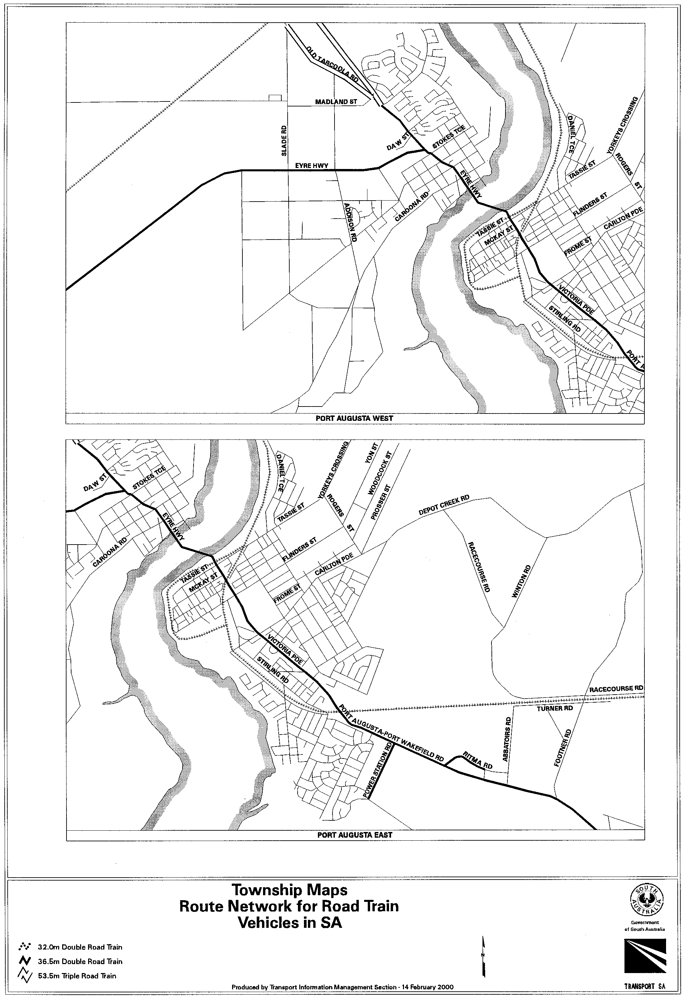 OLD TARCOOLA RD
MADLAND ST
SLADE RD
DAW ST
STOKES TCE
EYRE HWY
EYRE HWY
CAROONA RD
ADDISON RD
DANIEL TCE
YORKEYS CROSSING
TASSIE ST
ROGERS ST
FLINDERS ST
CARLTON PDE
TASSIE ST
MCKAY ST
FROME ST
VICTORIA PDE
STIRLING RD
PORT A
PORT AUGUSTA WEST
DAW ST
STOKES TCE
EYRE HWY
CAROONA RD
DANIEL TCE
YORKEYS CROSSING
YON ST
WOODCOCK ST
PROSSER ST
TASSIE ST
ROGERS ST
DEPOT CREEK RD
FLINDERS ST
CARLTON PDE
RACECOURSE RD
WINTON RD
TASSIE ST
MCKAY ST
FROME ST
VICTORIA PDE
STIRLING RD
RACECOURSE RD
TURNER RD
PORT AUGUSTA-PORT WAKEFIELD RD
POWER STATION RD
RITMA RD
ABBATOIRS RD
FOOTNER RD
PORT AUGUSTA EAST
Township Maps
Route Network for Road Train
Vehicles in SA
32.0m Double Road Train
36.5m Double Road Train
53.5m Triple Road Train
N
Produced by Transport Information Management Section - 14 February 2000
SOUTH AUSTRALIA
Government
of South Australia
TRANSPORT SA